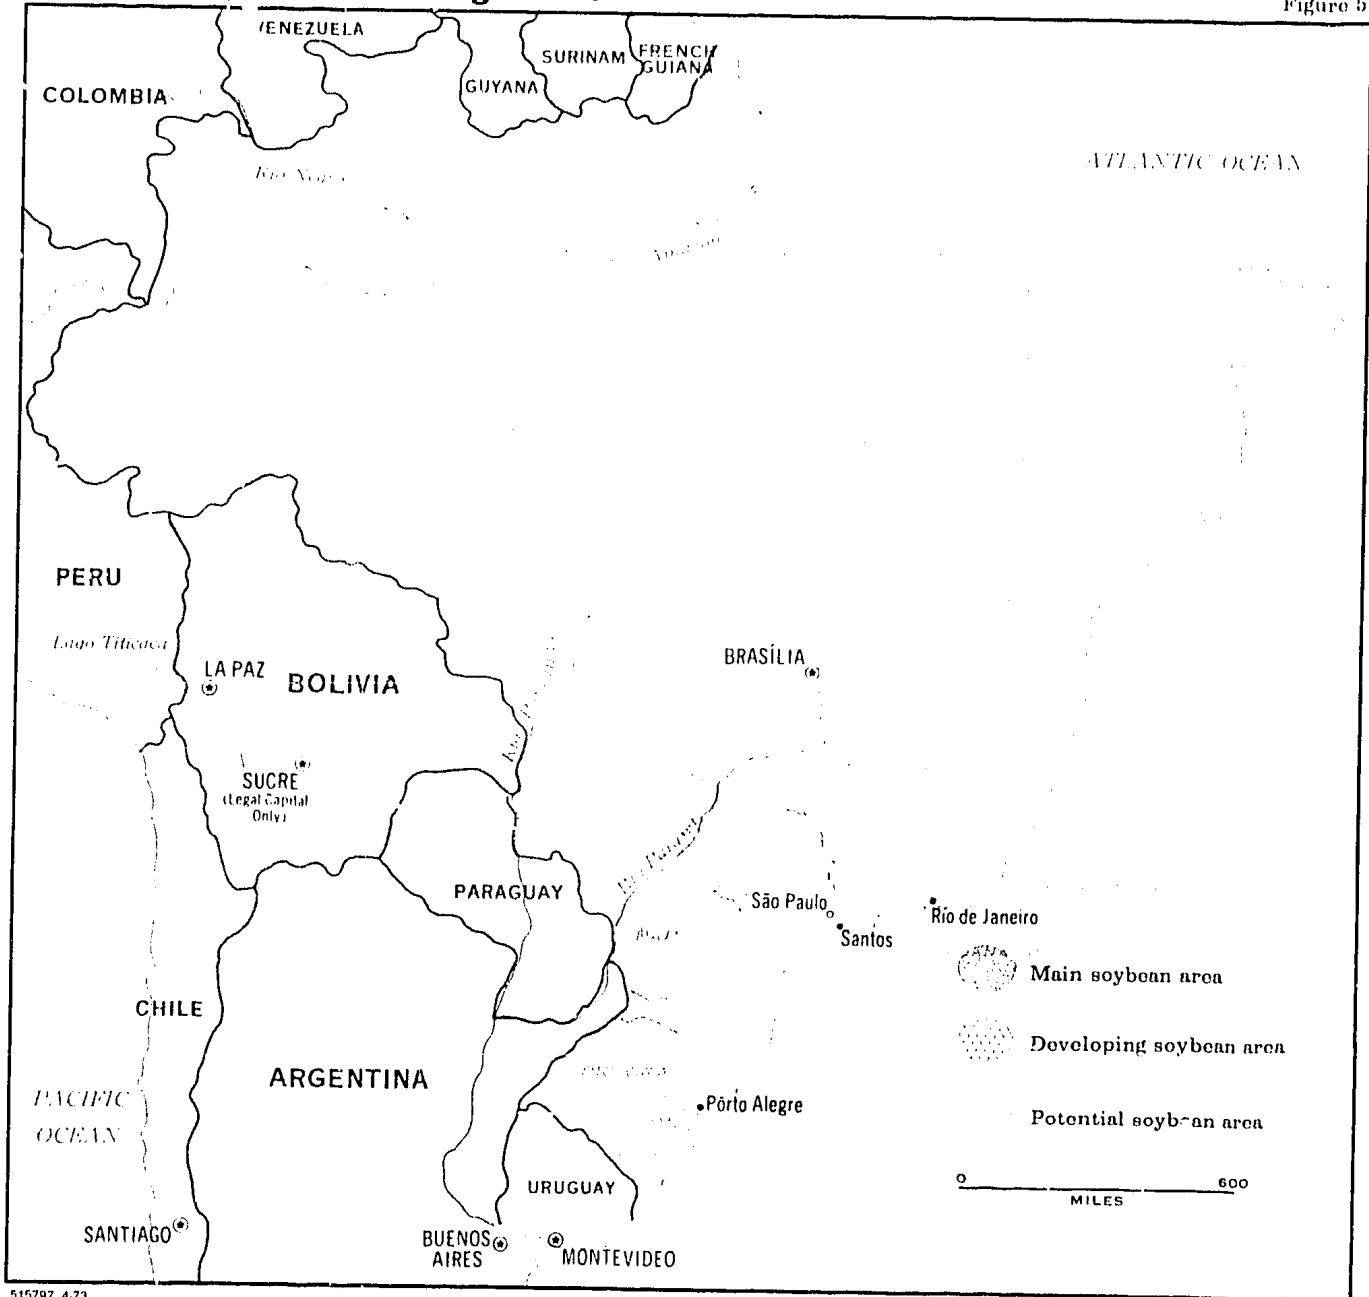 Figure 5
VENEZUELA
SURINAM
FRENCH
GUIANA
GUYANA
COLOMBIA
ATLANTIC OCEAN
Amazon
PERU
Lago Titicaca
LA PAZ
BOLIVIA
BRASÍLIA
SUCRE
(Legal Capital
Only)
PARAGUAY
São Paulo
Santos
Rio de Janeiro
Main soybean area
CHILE
Developing soybean area
ARGENTINA
PACIFIC
OCEAN
Pôrto Alegre
Potential soybean area
0 600
MILES
URUGUAY
SANTIAGO
BUENOS
AIRES
MONTEVIDEO
515797 4-73